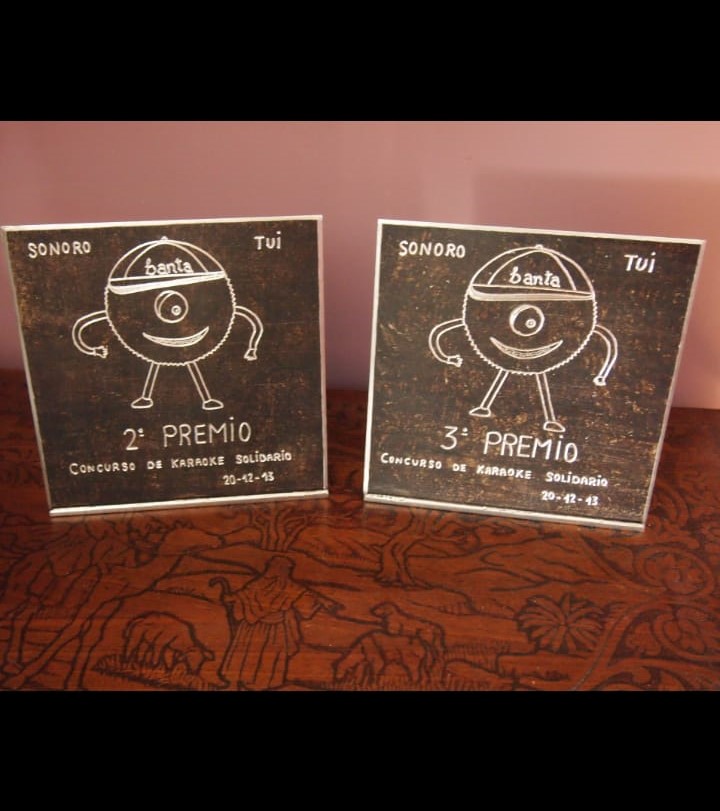 SONORO TUi
banta
2º PREMiO
CONCURSO DE KARAOKE SOLIDARIO
20-12-13
SONORO TUi
banta
3º PREMiO
CONCURSO DE KARAOKE SOLIDARIO
20-12-13